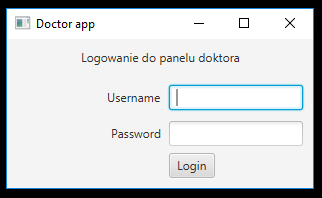 Doctor app
Logowanie do panelu doktora
Username
Password
Login